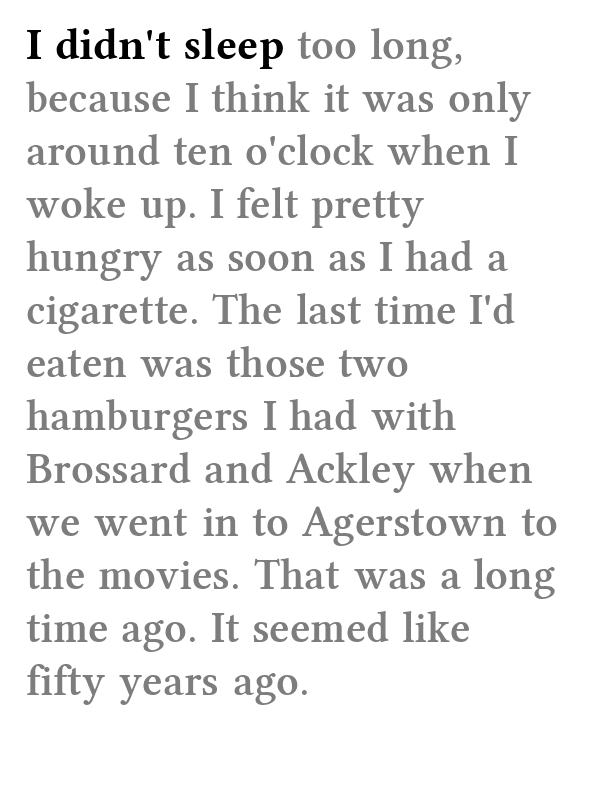 I didn't sleep too long,
because I think it was only
around ten o'clock when I
woke up. I felt pretty
hungry as soon as I had a
cigarette. The last time I'd
eaten was those two
hamburgers I had with
Brossard and Ackley when
we went in to Agerstown to
the movies. That was a long
time ago. It seemed like
fifty years ago.